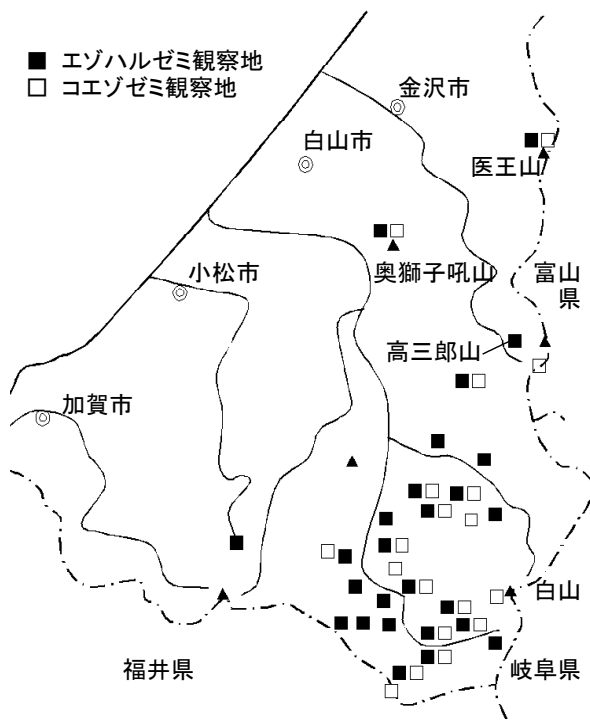 ■ エゾハルゼミ観察地
□ コエゾゼミ観察地
金沢市
白山市
医王山
奥獅子吼山
小松市
富山
県
高三郎山
加賀市
白山
福井県
岐阜県